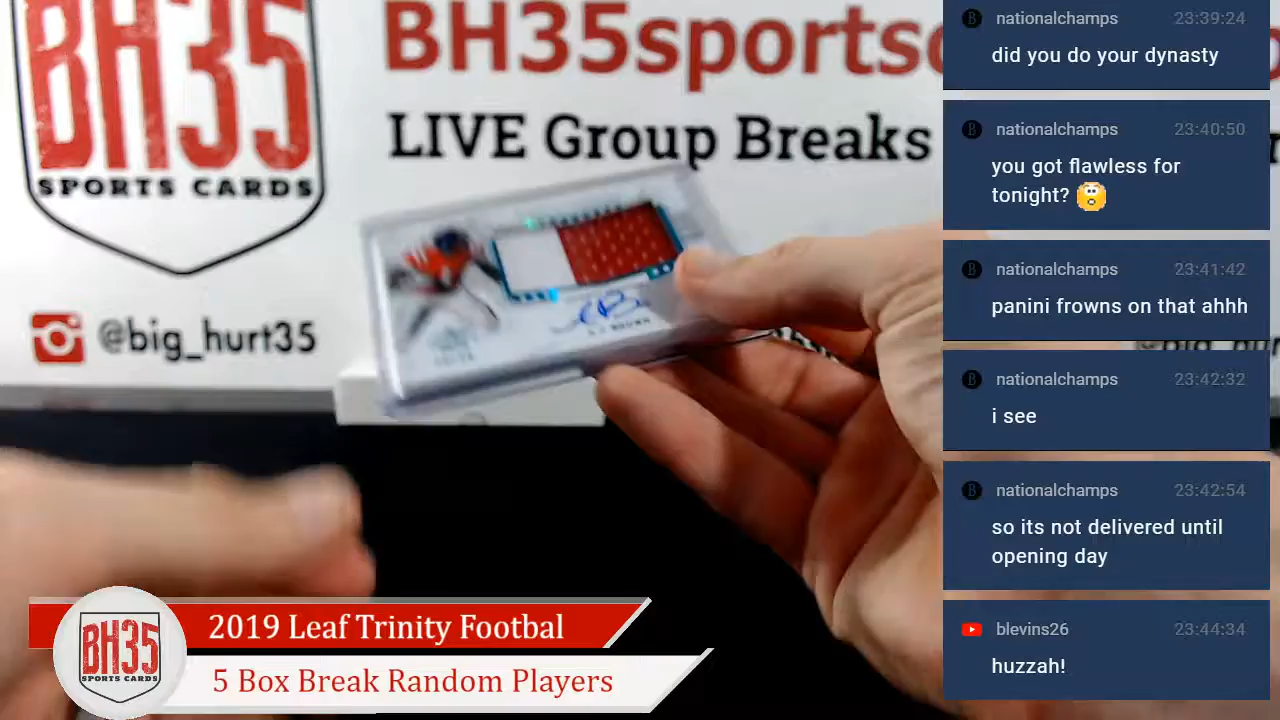 BH35
SPORTS CARDS
@big_hurt35
BH35sportsc
LIVE Group Breaks
BROWN
2019 Leaf Trinity Footbal
5 Box Break Random Players
BH35
SPORTS CARDS
nationalchamps 23:39:24
did you do your dynasty
nationalchamps 23:40:50
you got flawless for
tonight?
nationalchamps 23:41:42
panini frowns on that ahhh
nationalchamps 23:42:32
i see
nationalchamps 23:42:54
so its not delivered until
opening day
blevins26 23:44:34
huzzah!